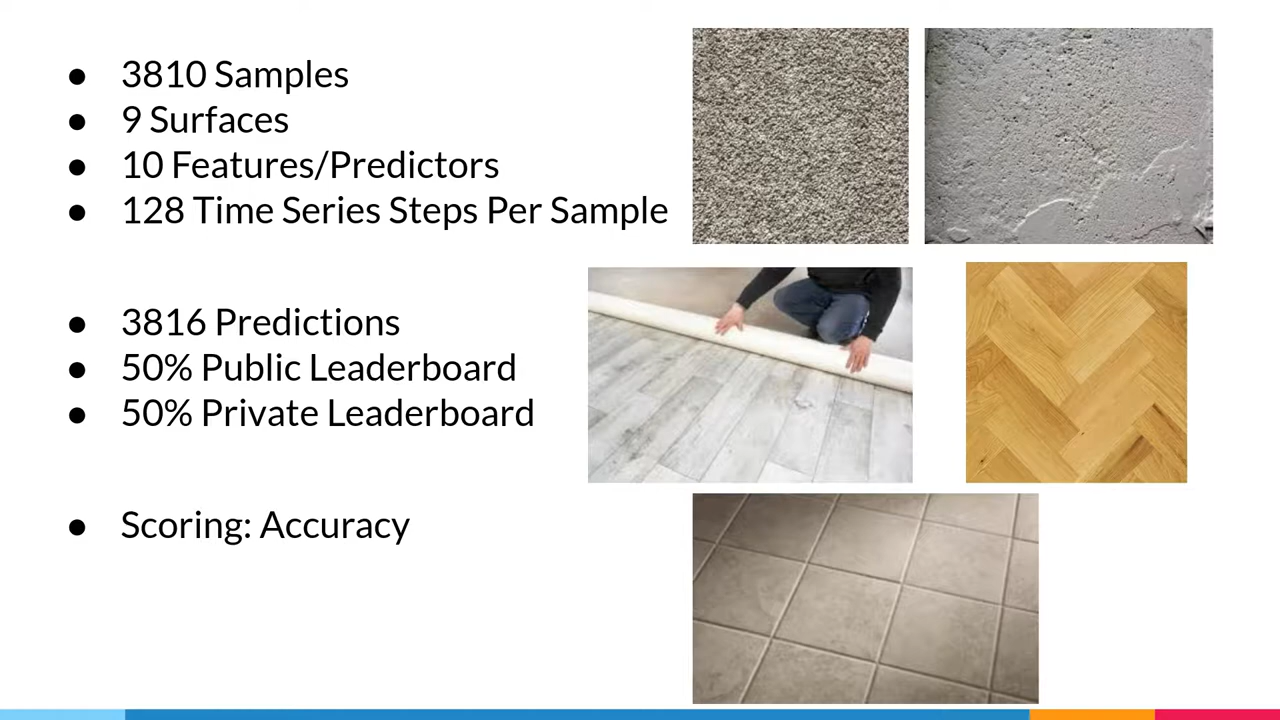 ● 3810 Samples
● 9 Surfaces
● 10 Features/Predictors
● 128 Time Series Steps Per Sample
● 3816 Predictions
● 50% Public Leaderboard
● 50% Private Leaderboard
● Scoring: Accuracy